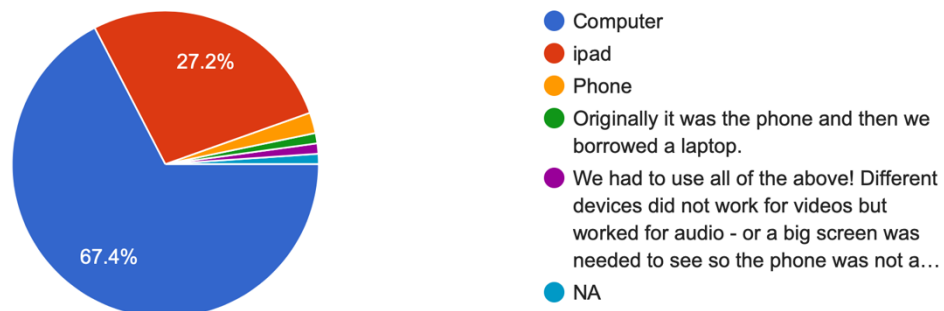 27.2%
67.4%
Computer
ipad
Phone
Originally it was the phone and then we
borrowed a laptop.
We had to use all of the above! Different
devices did not work for videos but
worked for audio - or a big screen was
needed to see so the phone was not a…
NA